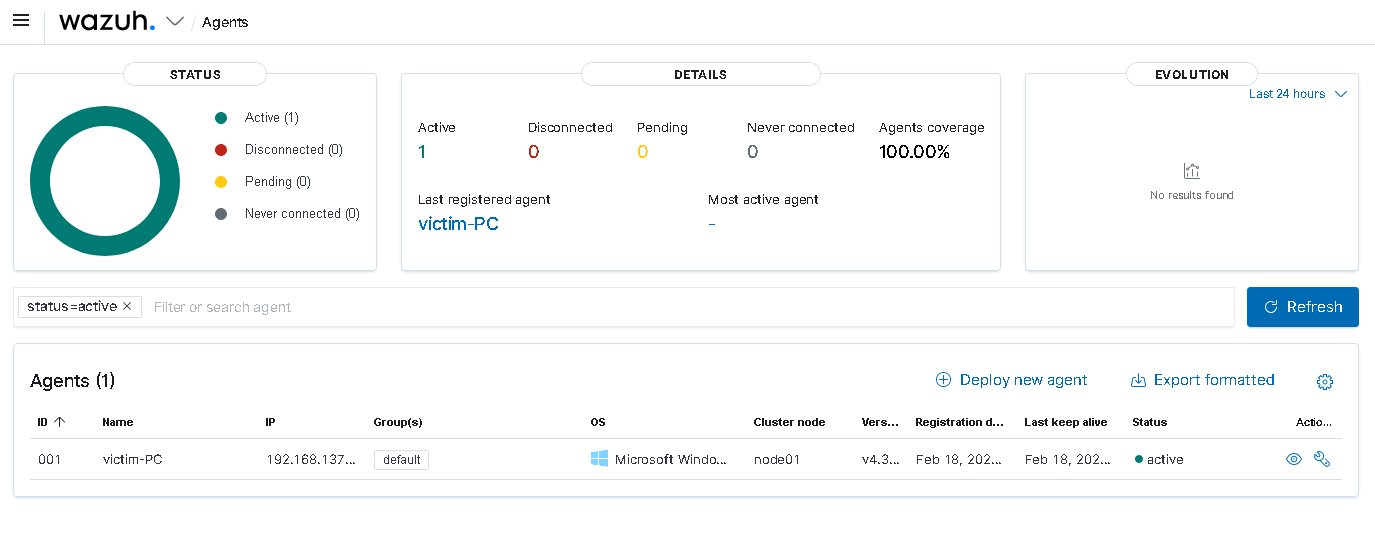 wazuh. / Agents
STATUS
Active (1)
Disconnected (0)
Pending (0)
Never connected (0)
DETAILS
Active Disconnected Pending Never connected Agents coverage
1 0 0 0 100.00%
Last registered agent Most active agent
victim-PC -
EVOLUTION
Last 24 hours
No results found
status=active × Filter or search agent Refresh
Agents (1) Deploy new agent Export formatted
ID ↑ Name IP Group(s) OS Cluster node Vers... Registration d... Last keep alive Status Actio...
001 victim-PC 192.168.137... default Microsoft Windo... node01 v4.3... Feb 18, 202... Feb 18, 202... active